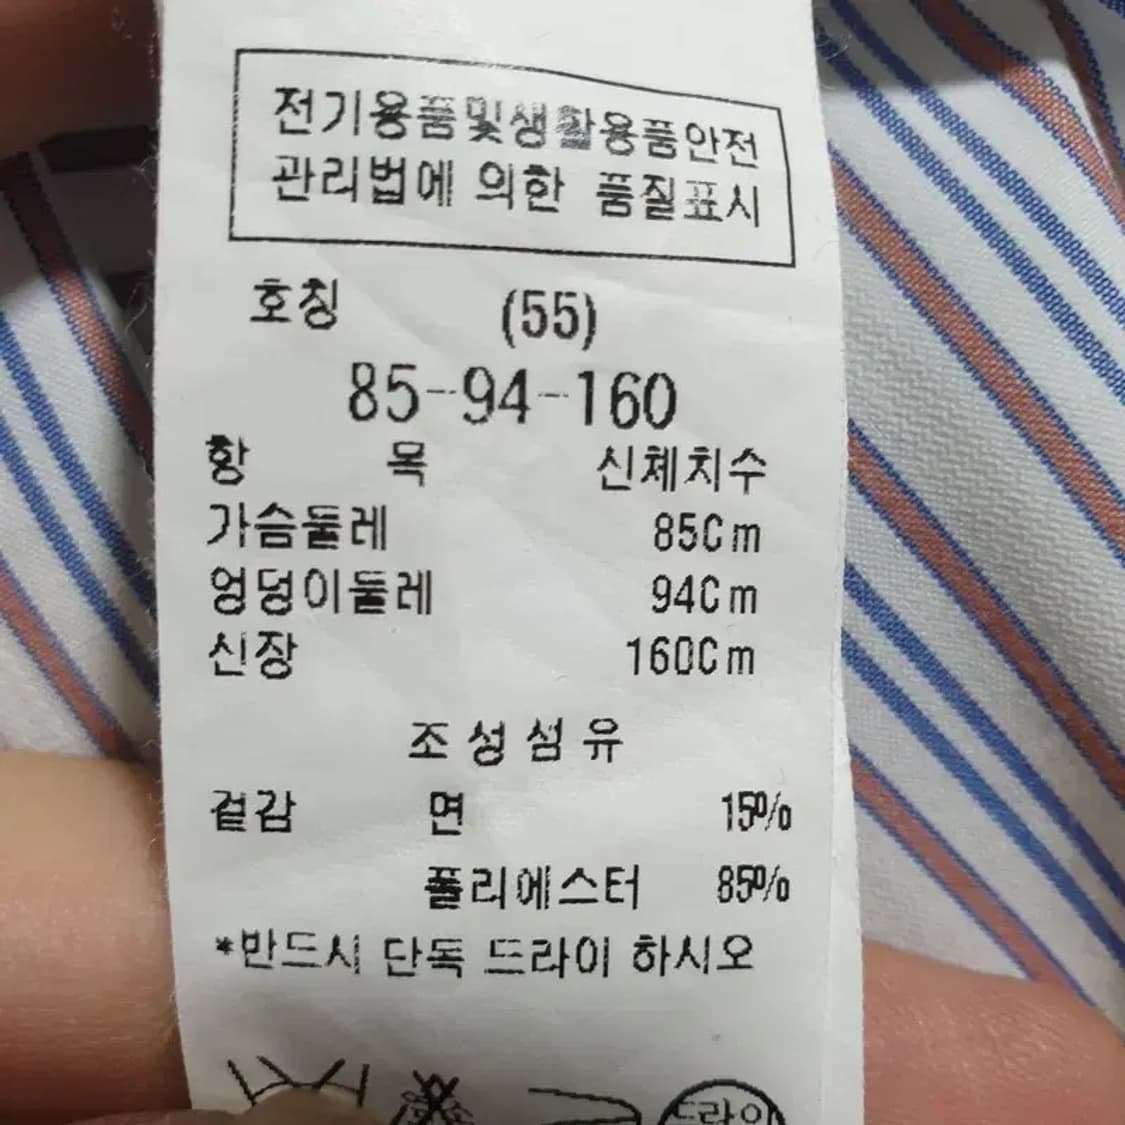 전기용품및생활용품안전
관리법에 의한 품질표시
호칭 (55)
85-94-160
항 목 신체치수
가슴둘레 85Cm
엉덩이둘레 94Cm
신장 160Cm
조성섬유
겉감 면 15%
폴리에스터 85%
*반드시 단독 드라이 하시오
드라이